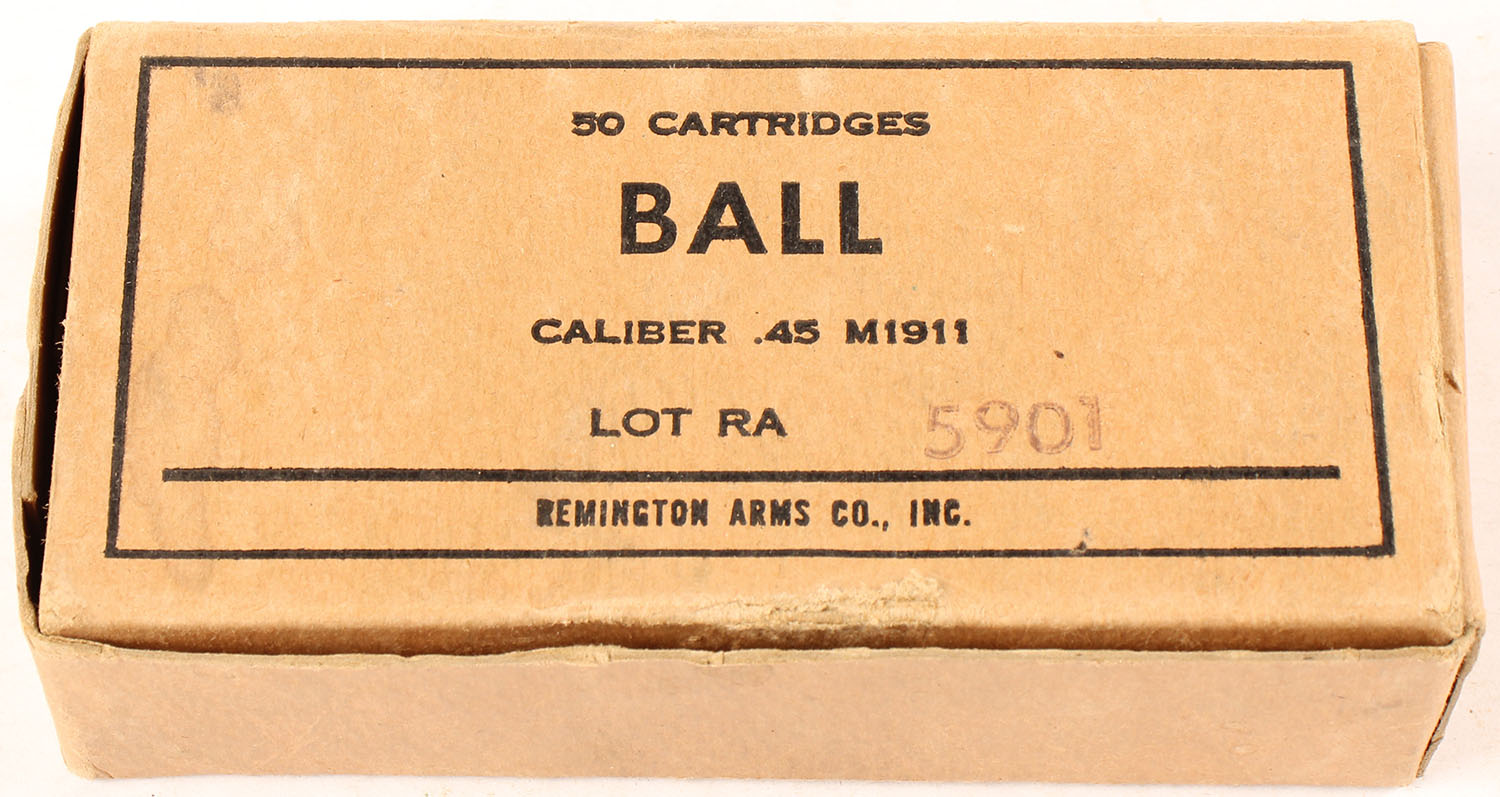 50 CARTRIDGES
BALL
CALIBER .45 M1911
LOT RA 5901
REMINGTON ARMS CO., INC.